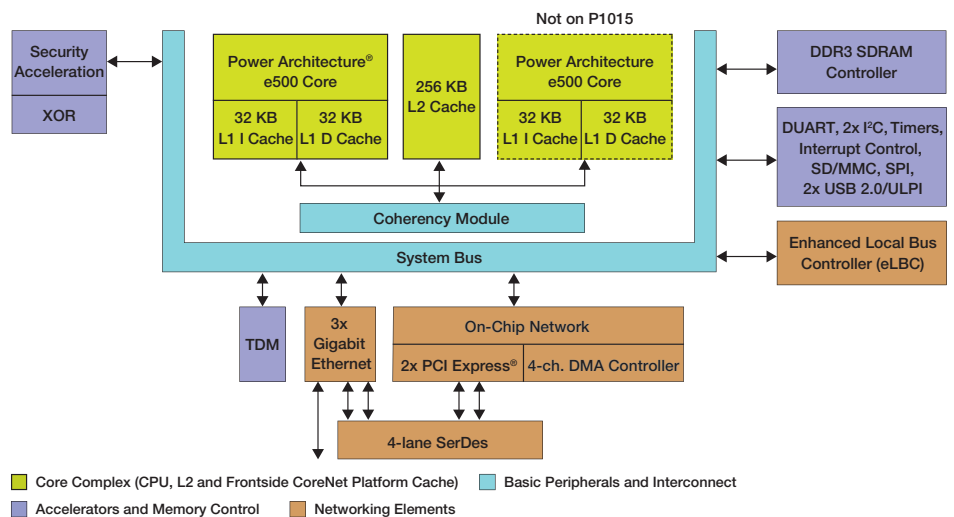 Not on P1015
Security
Acceleration
XOR
Power Architecture®
e500 Core
32 KB
L1 I Cache
32 KB
L1 D Cache
256 KB
L2 Cache
Power Architecture
e500 Core
32 KB
L1 I Cache
32 KB
L1 D Cache
DDR3 SDRAM
Controller
DUART, 2x I²C, Timers,
Interrupt Control,
SD/MMC, SPI,
2x USB 2.0/ULPI
Coherency Module
System Bus
Enhanced Local Bus
Controller (eLBC)
TDM
3x
Gigabit
Ethernet
On-Chip Network
2x PCI Express®
4-ch. DMA Controller
4-lane SerDes
Core Complex (CPU, L2 and Frontside CoreNet Platform Cache)
Basic Peripherals and Interconnect
Accelerators and Memory Control
Networking Elements